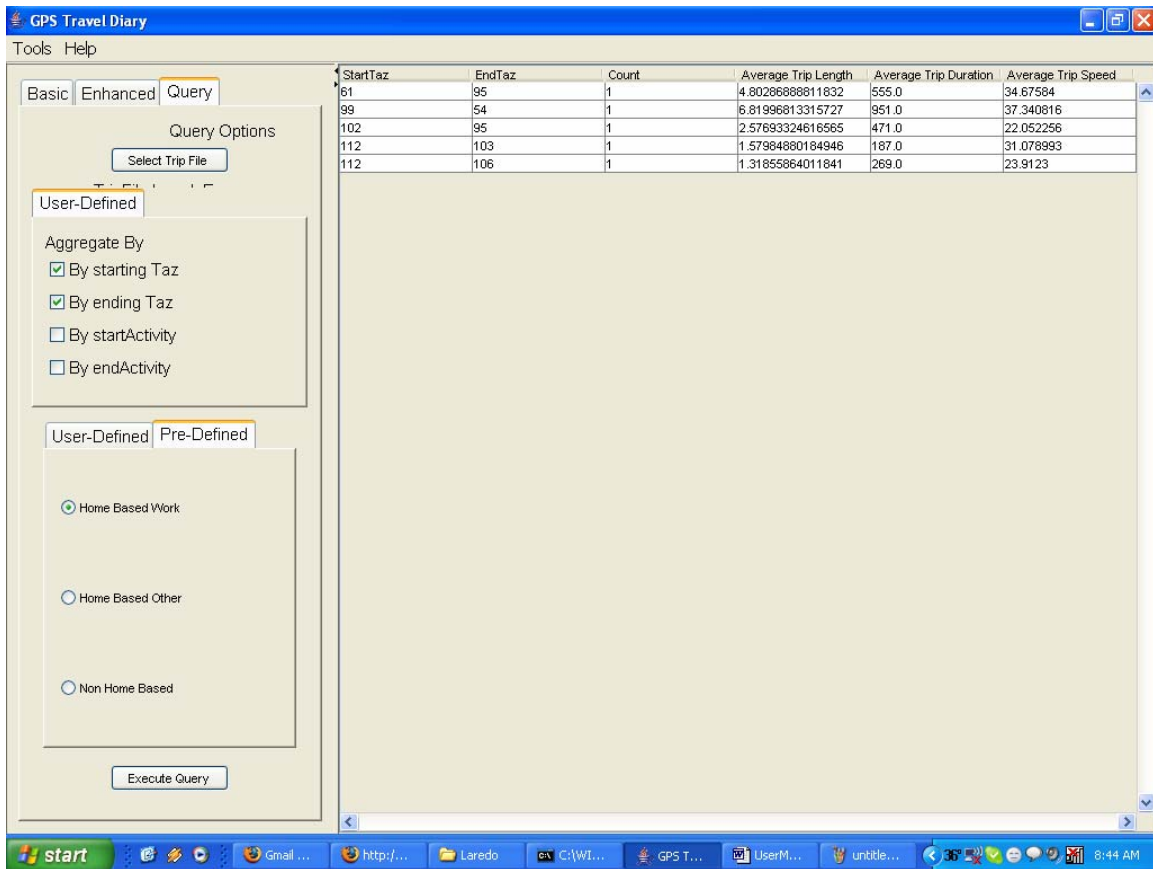 GPS Travel Diary
Tools Help
Basic Enhanced Query
Query Options
Select Trip File
User-Defined
Aggregate By
By starting Taz
By ending Taz
By startActivity
By endActivity
User-Defined Pre-Defined
Home Based Work
Home Based Other
Non Home Based
Execute Query
StartTaz EndTaz Count Average Trip Length Average Trip Duration Average Trip Speed
61 95 1 4.80286888811832 555.0 34.67584
99 54 1 6.81996813315727 951.0 37.340816
102 95 1 2.57693324616565 471.0 22.052256
112 103 1 1.57984880184946 187.0 31.078993
112 106 1 1.31855864011841 269.0 23.9123
start Gmail ... http:/... Laredo C:\WI... GPS T... UserM... untitle... 36° 8:44 AM